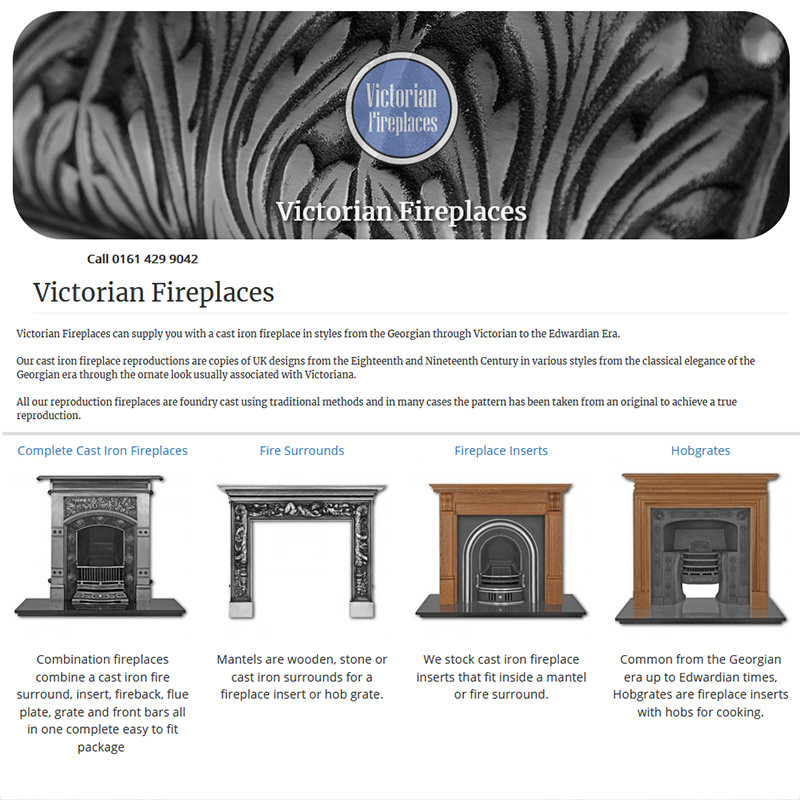 Victorian
Fireplaces
Victorian Fireplaces
Call 0161 429 9042
Victorian Fireplaces
Victorian Fireplaces can supply you with a cast iron fireplace in styles from the Georgian through Victorian to the Edwardian Era.
Our cast iron fireplace reproductions are copies of UK designs from the Eighteenth and Nineteenth Century in various styles from the classical elegance of the
Georgian era through the ornate look usually associated with Victoriana.
All our reproduction fireplaces are foundry cast using traditional methods and in many cases the pattern has been taken from an original to achieve a true
reproduction.
Complete Cast Iron Fireplaces
Combination fireplaces
combine a cast iron fire
surround, insert, fireback, flue
plate, grate and front bars all
in one complete easy to fit
package
Fire Surrounds
Mantels are wooden, stone or
cast iron surrounds for a
fireplace insert or hob grate.
Fireplace Inserts
We stock cast iron fireplace
inserts that fit inside a mantel
or fire surround.
Hobgrates
Common from the Georgian
era up to Edwardian times,
Hobgrates are fireplace inserts
with hobs for cooking.